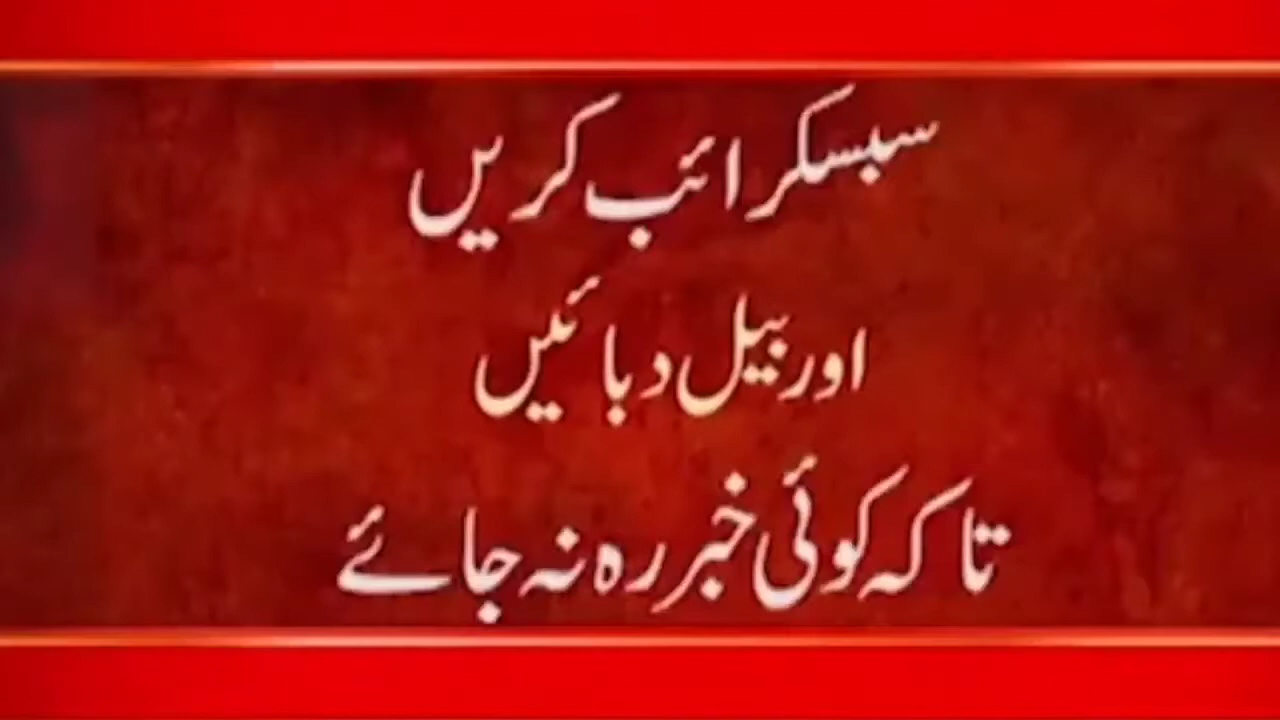 سبسکرائب کریں
اور بیل دبائیں
تاکہ کوئی خبر رہ نہ جائے